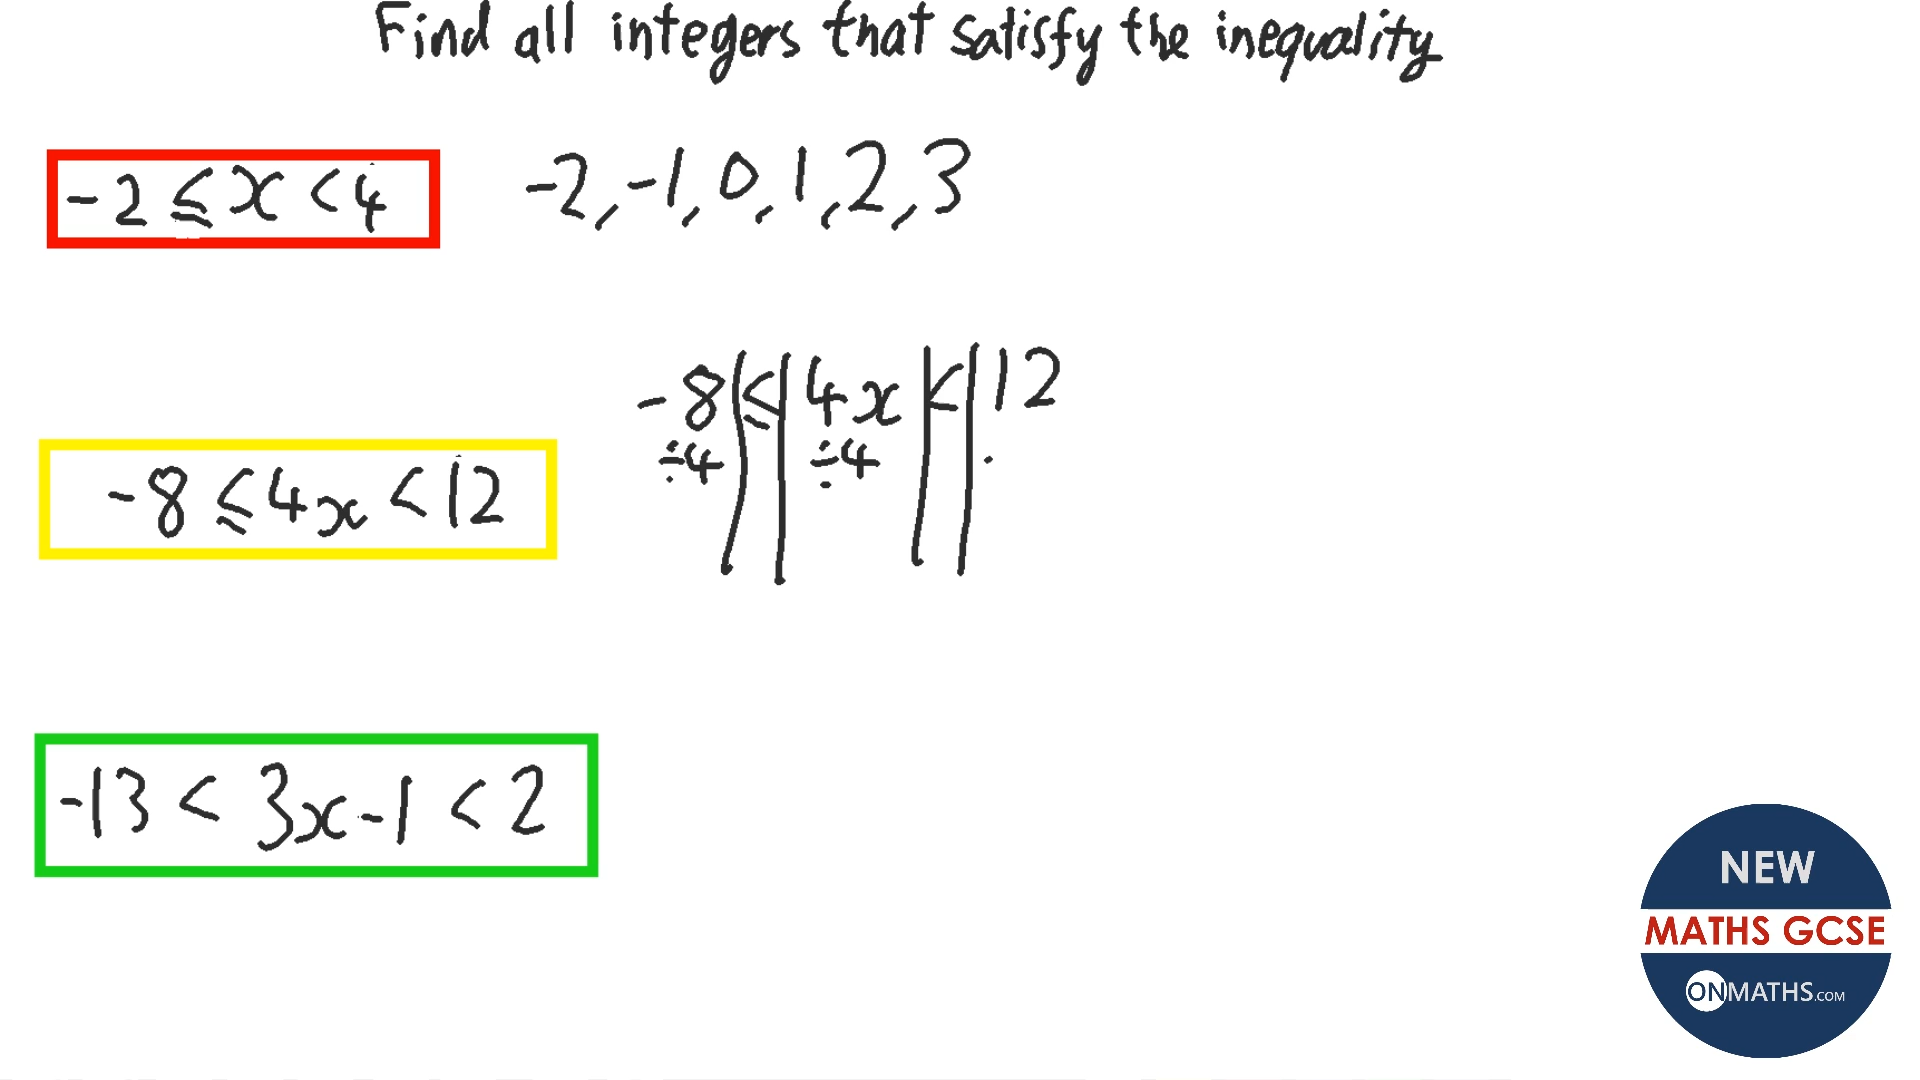 Find all integers that satisfy the inequality
-2 ≤ x < 4
-2, -1, 0, 1, 2, 3
-8 ≤ 4x < 12
÷4 ÷4 ·
-8 ≤ 4x < 12
-13 < 3x - 1 < 2
NEW
MATHS GCSE
ONMATHS.COM